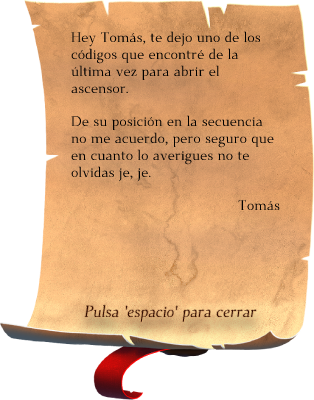 Hey Tomás, te dejo uno de los
códigos que encontré de la
última vez para abrir el
ascensor.
De su posición en la secuencia
no me acuerdo, pero seguro que
en cuanto lo averigues no te
olvidas je, je.
Tomás
Pulsa 'espacio' para cerrar